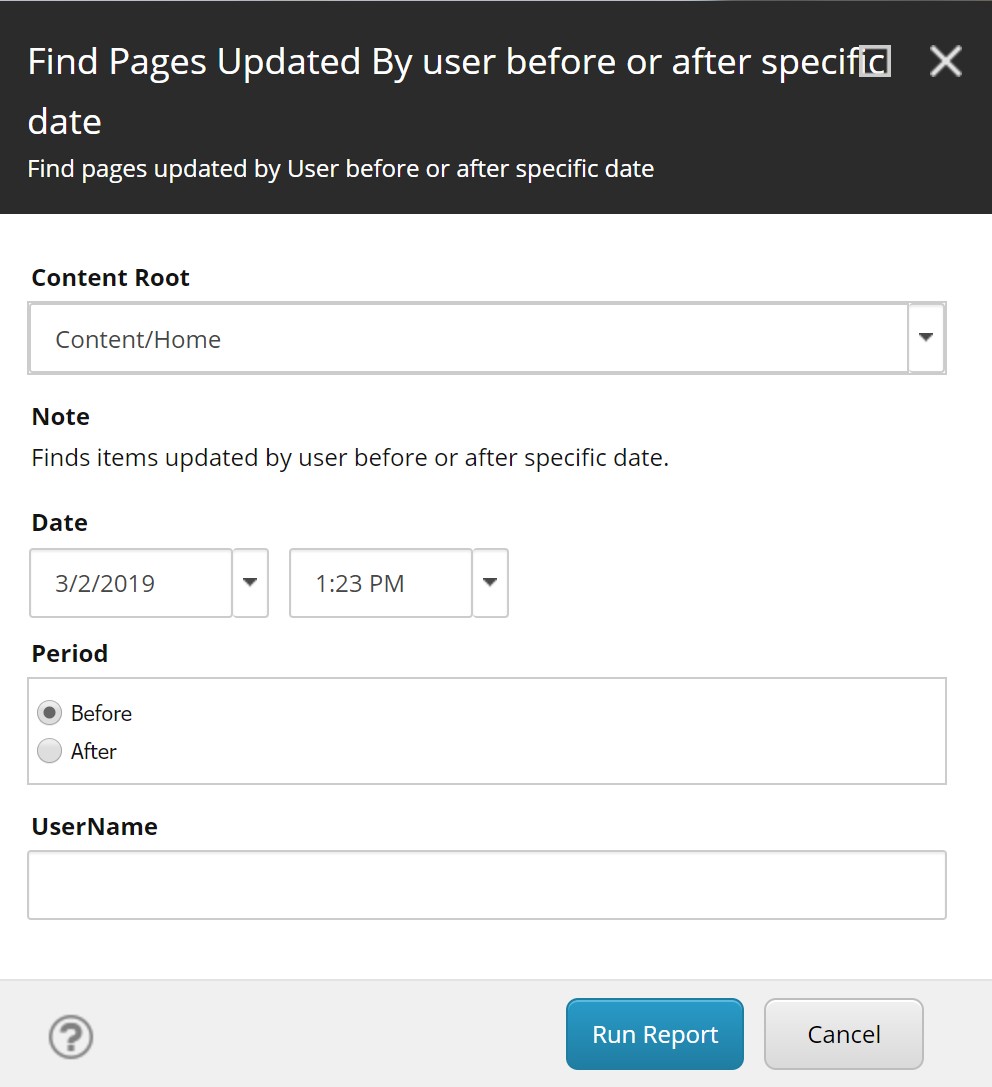 Find Pages Updated By user before or after specific
date
Find pages updated by User before or after specific date
Content Root
Content/Home
Note
Finds items updated by user before or after specific date.
Date
3/2/2019 1:23 PM
Period
Before
After
UserName
?
Run Report Cancel